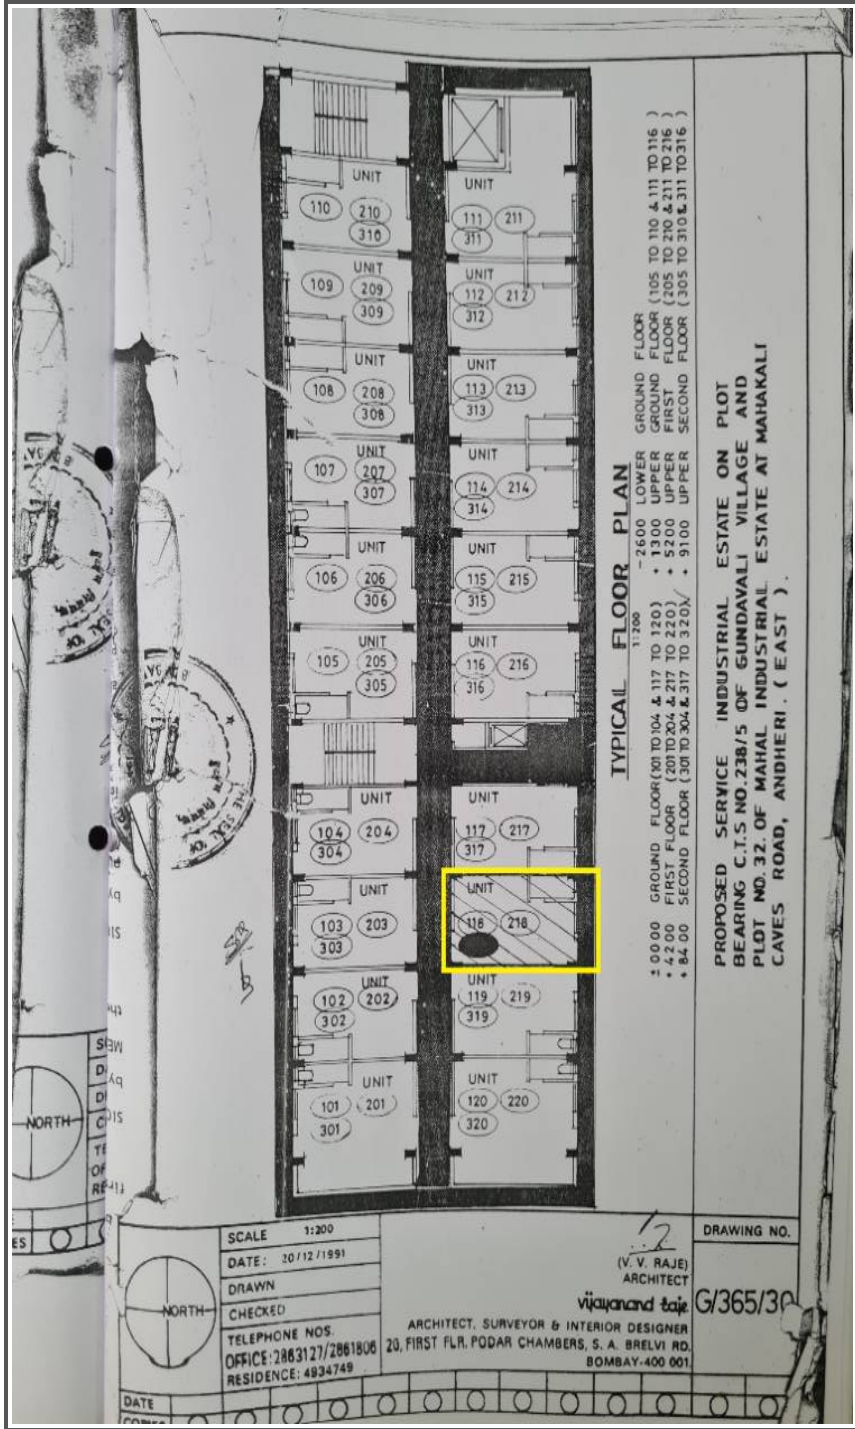 UNIT
110 210
310
UNIT
109 209
309
UNIT
108 208
308
UNIT
107 207
307
UNIT
106 206
306
UNIT
105 205
305
UNIT
104 204
304
UNIT
103 203
303
UNIT
102 202
302
UNIT
101 201
301
UNIT
111 211
311
UNIT
112 212
312
UNIT
113 213
313
UNIT
114 214
314
UNIT
115 215
315
UNIT
116 216
316
UNIT
117 217
317
UNIT
118 218
UNIT
119 219
319
UNIT
120 220
320
TYPICAL FLOOR PLAN
1:200
-2600 LOWER GROUND FLOOR
± 0000 GROUND FLOOR (101 TO 104 & 117 TO 120) + 1300 UPPER GROUND FLOOR (105 TO 110 & 111 TO 116)
+ 4200 FIRST FLOOR (201 TO 204 & 217 TO 220) + 5200 UPPER FIRST FLOOR (205 TO 210 & 211 TO 216)
+ 8400 SECOND FLOOR (301 TO 304 & 317 TO 320) + 9100 UPPER SECOND FLOOR (305 TO 310 & 311 TO 316)
PROPOSED SERVICE INDUSTRIAL ESTATE ON PLOT
BEARING C.T.S NO. 238/5 OF GUNDAVALI VILLAGE AND
PLOT NO. 32. OF MAHAL INDUSTRIAL ESTATE AT MAHAKALI
CAVES ROAD, ANDHERI. ( EAST ).
NORTH
NORTH
SCALE 1:200
DATE: 20/12/1991
DRAWN
CHECKED
TELEPHONE NOS.
OFFICE: 2863127/2861806
RESIDENCE: 4934749
(V. V. RAJE)
ARCHITECT
vijayanand raje
ARCHITECT, SURVEYOR & INTERIOR DESIGNER
20, FIRST FLR. PODAR CHAMBERS, S. A. BRELVI RD.
BOMBAY-400 001
DRAWING NO.
G/365/30
DATE
COPIES
THE SEAL OF